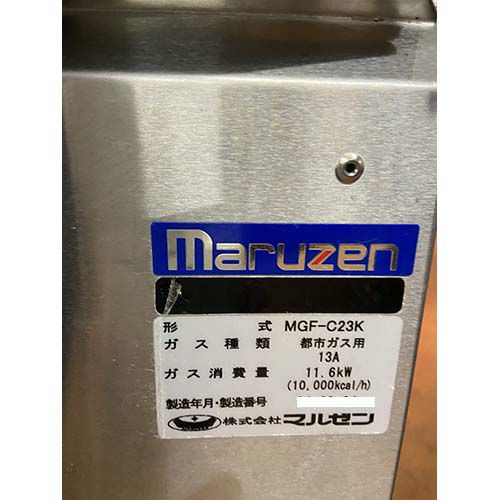 maruzen
形 式 MGF-C23K
ガス種類 都市ガス用
13A
ガス消費量 11.6kW
(10,000kcal/h)
製造年月・製造番号
株式会社マルゼン